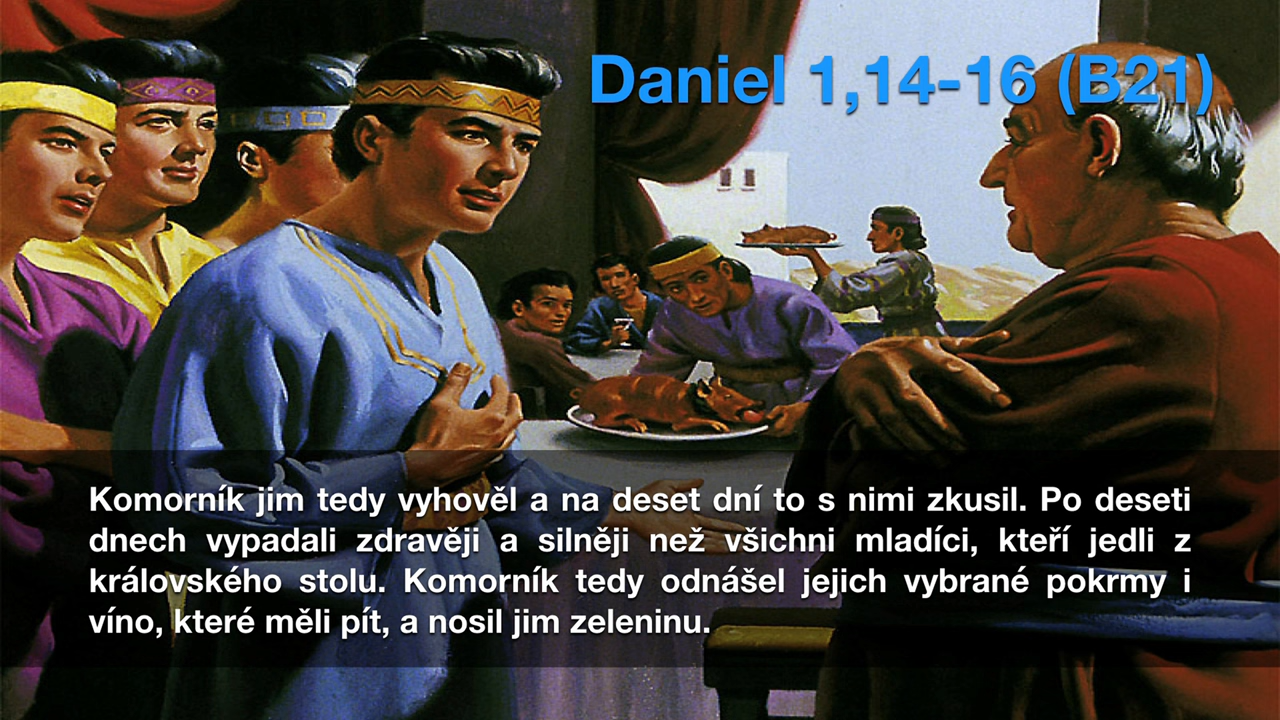 Daniel 1,14-16 (B21)
Komorník jim tedy vyhověl a na deset dní to s nimi zkusil. Po deseti
dnech vypadali zdravěji a silněji než všichni mladíci, kteří jedli z
královského stolu. Komorník tedy odnášel jejich vybrané pokrmy i
víno, které měli pít, a nosil jim zeleninu.